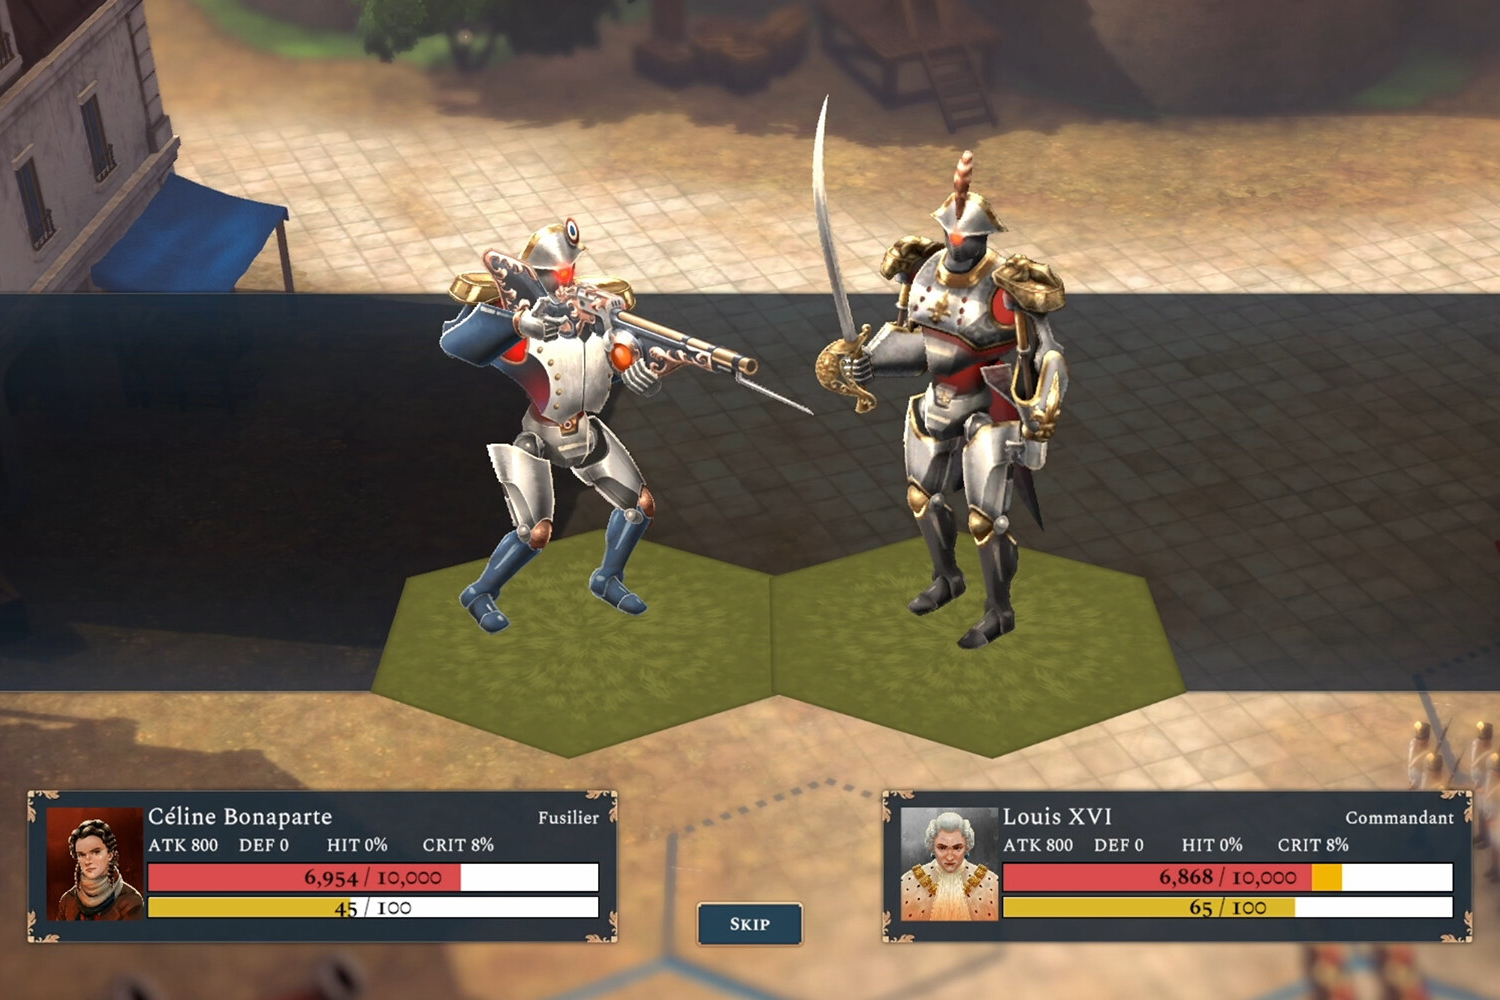 Céline Bonaparte Fusilier
ATK 800 DEF 0 HIT 0% CRIT 8%
6,954 / 10,000
45 / 100
Louis XVI Commandant
ATK 800 DEF 0 HIT 0% CRIT 8%
6,868 / 10,000
65 / 100
SKIP